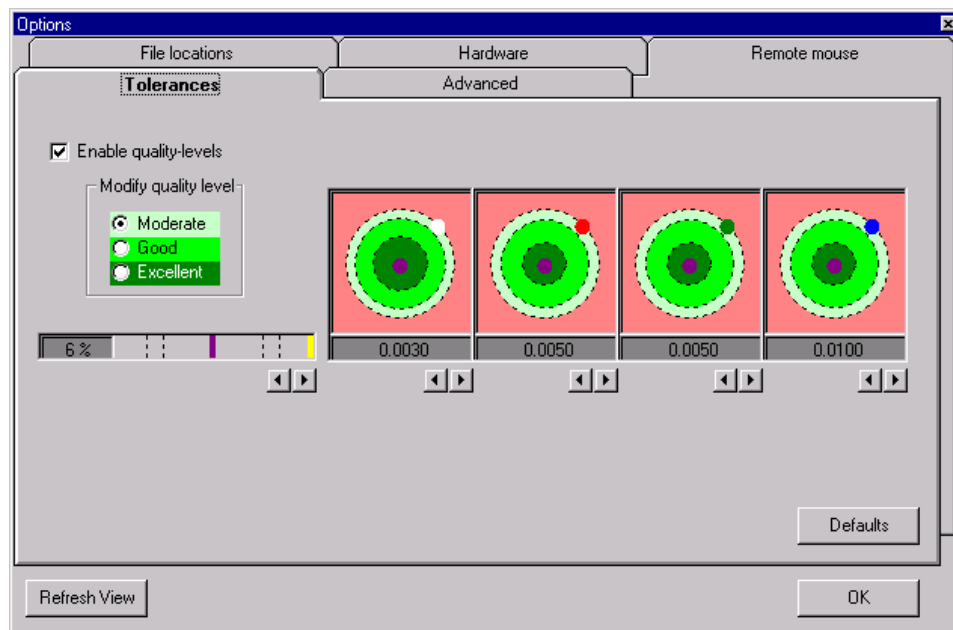 Options
File locations Hardware Remote mouse
Tolerances Advanced
Enable quality-levels
Modify quality level
Moderate
Good
Excellent
6 % 0.0030 0.0050 0.0050 0.0100
Defaults
Refresh View OK